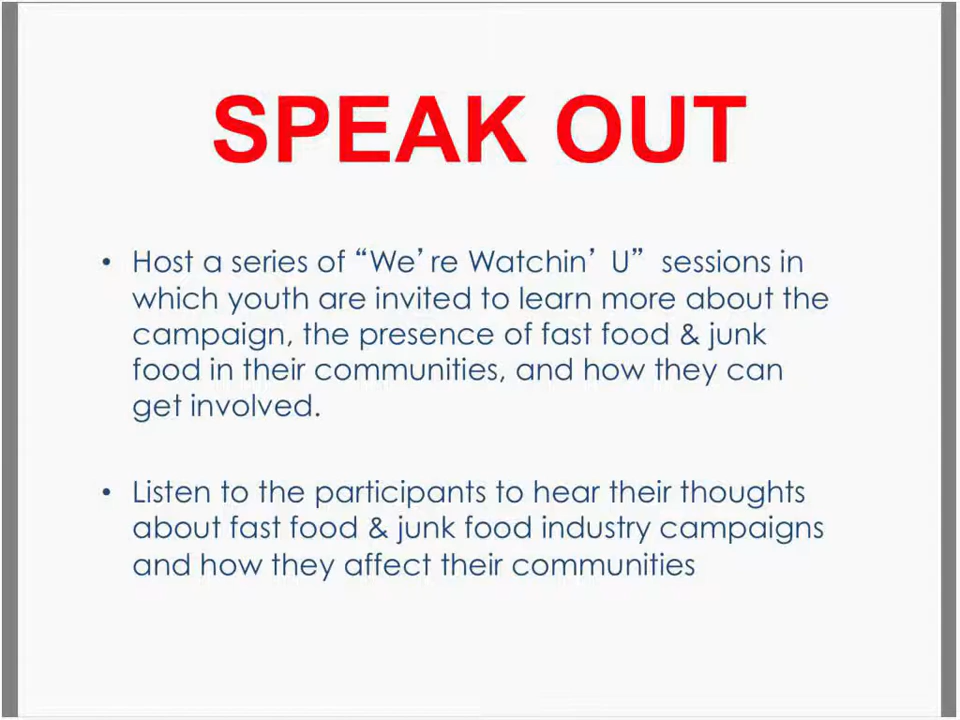 SPEAK OUT
• Host a series of “We’re Watchin’ U” sessions in
which youth are invited to learn more about the
campaign, the presence of fast food & junk
food in their communities, and how they can
get involved.
• Listen to the participants to hear their thoughts
about fast food & junk food industry campaigns
and how they affect their communities